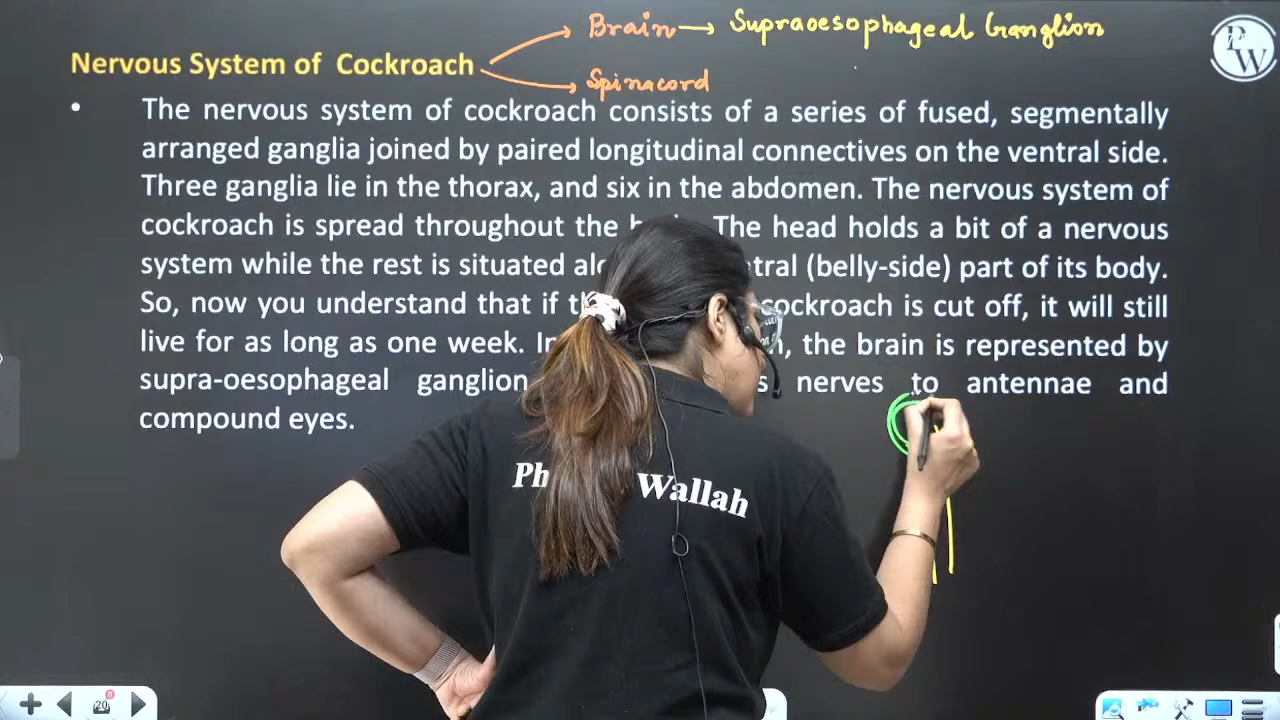 Brain → Supraoesophageal Ganglion
Nervous System of Cockroach
Spinacord
• The nervous system of cockroach consists of a series of fused, segmentally
arranged ganglia joined by paired longitudinal connectives on the ventral side.
Three ganglia lie in the thorax, and six in the abdomen. The nervous system of
cockroach is spread throughout the The head holds a bit of a nervous
system while the rest is situated (belly-side) part of its body.
So, now you understand that if cockroach is cut off, it will still
live for as long as one week. the brain is represented by
supra-oesophageal ganglion nerves to antennae and
compound eyes.
Ph Wallah
PW
20